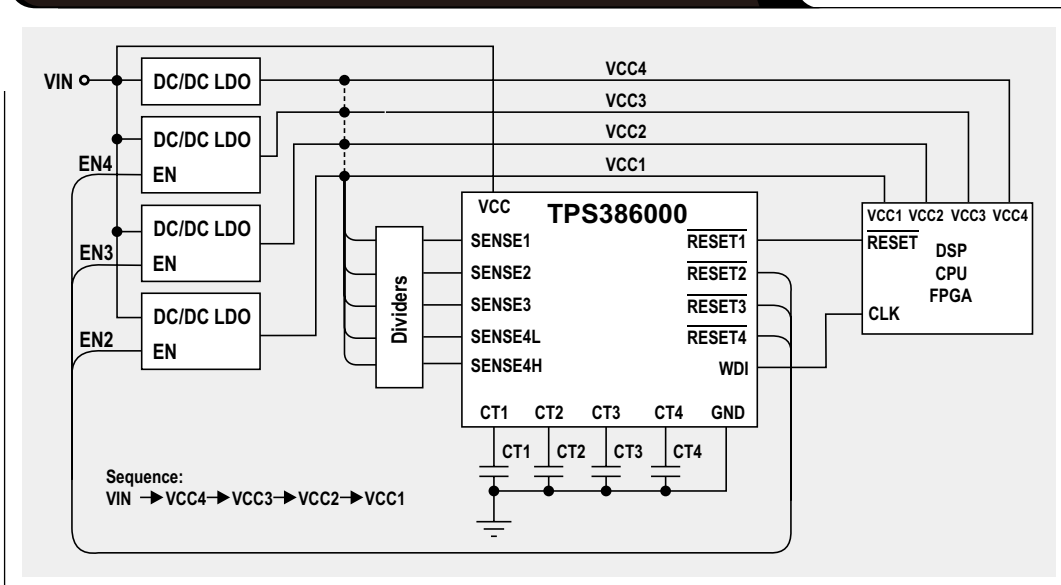 VIN
DC/DC LDO
VCC4
VCC3
DC/DC LDO
EN4
EN
VCC2
VCC1
DC/DC LDO
EN3
EN
DC/DC LDO
EN2
EN
Dividers
VCC
TPS386000
SENSE1
SENSE2
SENSE3
SENSE4L
SENSE4H
RESET1
RESET2
RESET3
RESET4
WDI
CT1 CT2 CT3 CT4 GND
CT1 CT2 CT3 CT4
VCC1 VCC2 VCC3 VCC4
RESET
DSP
CPU
FPGA
CLK
Sequence:
VIN → VCC4 → VCC3 → VCC2 → VCC1